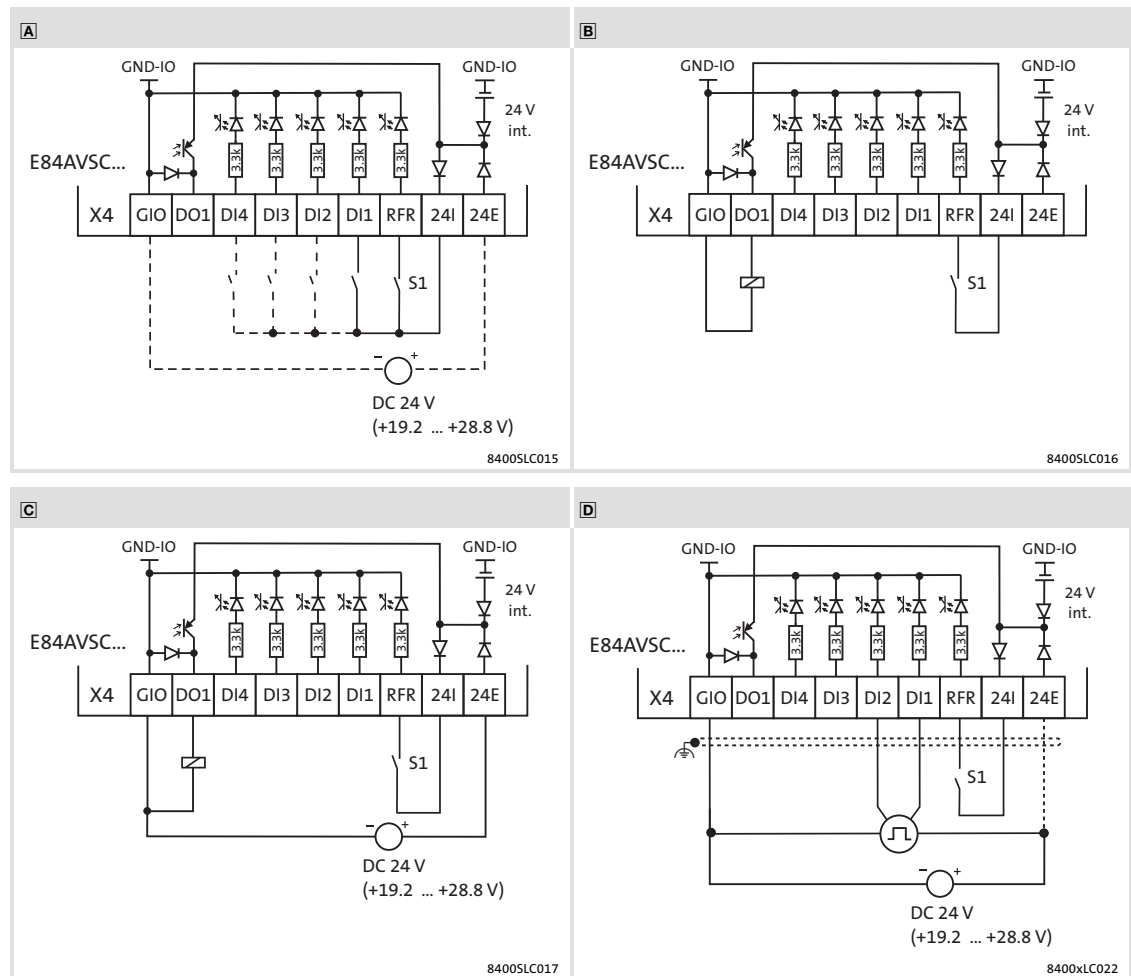 A
GND-IO GND-IO
24 V
int.
E84AVSC...
3.3k 3.3k 3.3k 3.3k 3.3k
X4 GIO DO1 DI4 DI3 DI2 DI1 RFR 24I 24E
S1
− +
DC 24 V
(+19.2 ... +28.8 V)
8400SLC015
B
GND-IO GND-IO
24 V
int.
E84AVSC...
3.3k 3.3k 3.3k 3.3k 3.3k
X4 GIO DO1 DI4 DI3 DI2 DI1 RFR 24I 24E
S1
8400SLC016
C
GND-IO GND-IO
24 V
int.
E84AVSC...
3.3k 3.3k 3.3k 3.3k 3.3k
X4 GIO DO1 DI4 DI3 DI2 DI1 RFR 24I 24E
S1
− +
DC 24 V
(+19.2 ... +28.8 V)
8400SLC017
D
GND-IO GND-IO
24 V
int.
E84AVSC...
3.3k 3.3k 3.3k 3.3k 3.3k
X4 GIO DO1 DI4 DI3 DI2 DI1 RFR 24I 24E
S1
− +
DC 24 V
(+19.2 ... +28.8 V)
8400xLC022